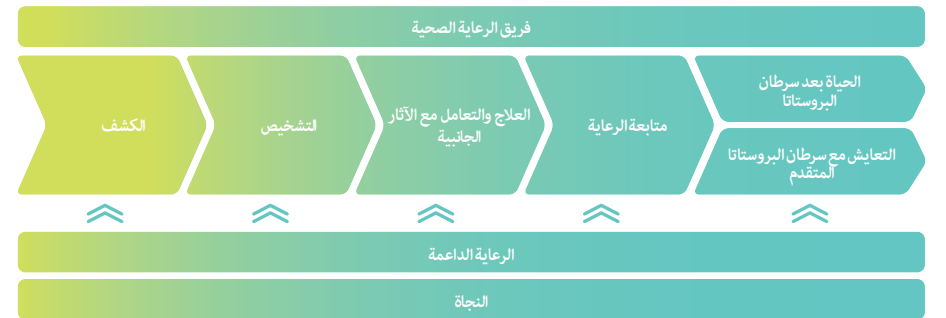 فريق الرعاية الصحية
الكشف
التشخيص
العلاج والتعامل مع الآثار
الجانبية
متابعة الرعاية
الحياة بعد سرطان
البروستاتا
التعايش مع سرطان البروستاتا
المتقدم
الرعاية الداعمة
النجاة